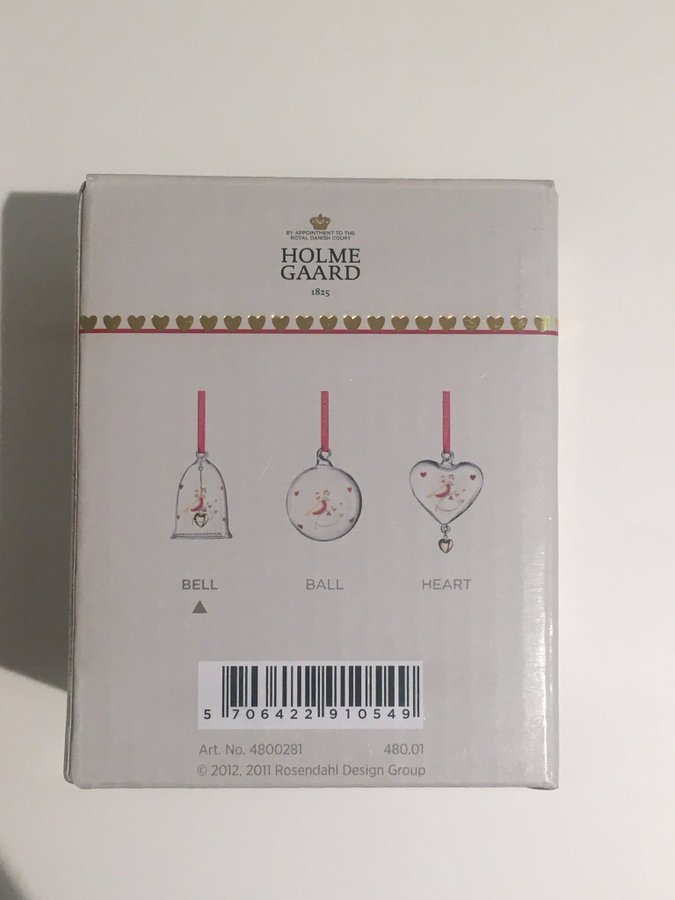 BY APPOINTMENT TO THE
ROYAL DANISH COURT
HOLME
GAARD
1825
BELL BALL HEART
5 706422 910549
Art. No. 4800281 480.01
© 2012, 2011 Rosendahl Design Group